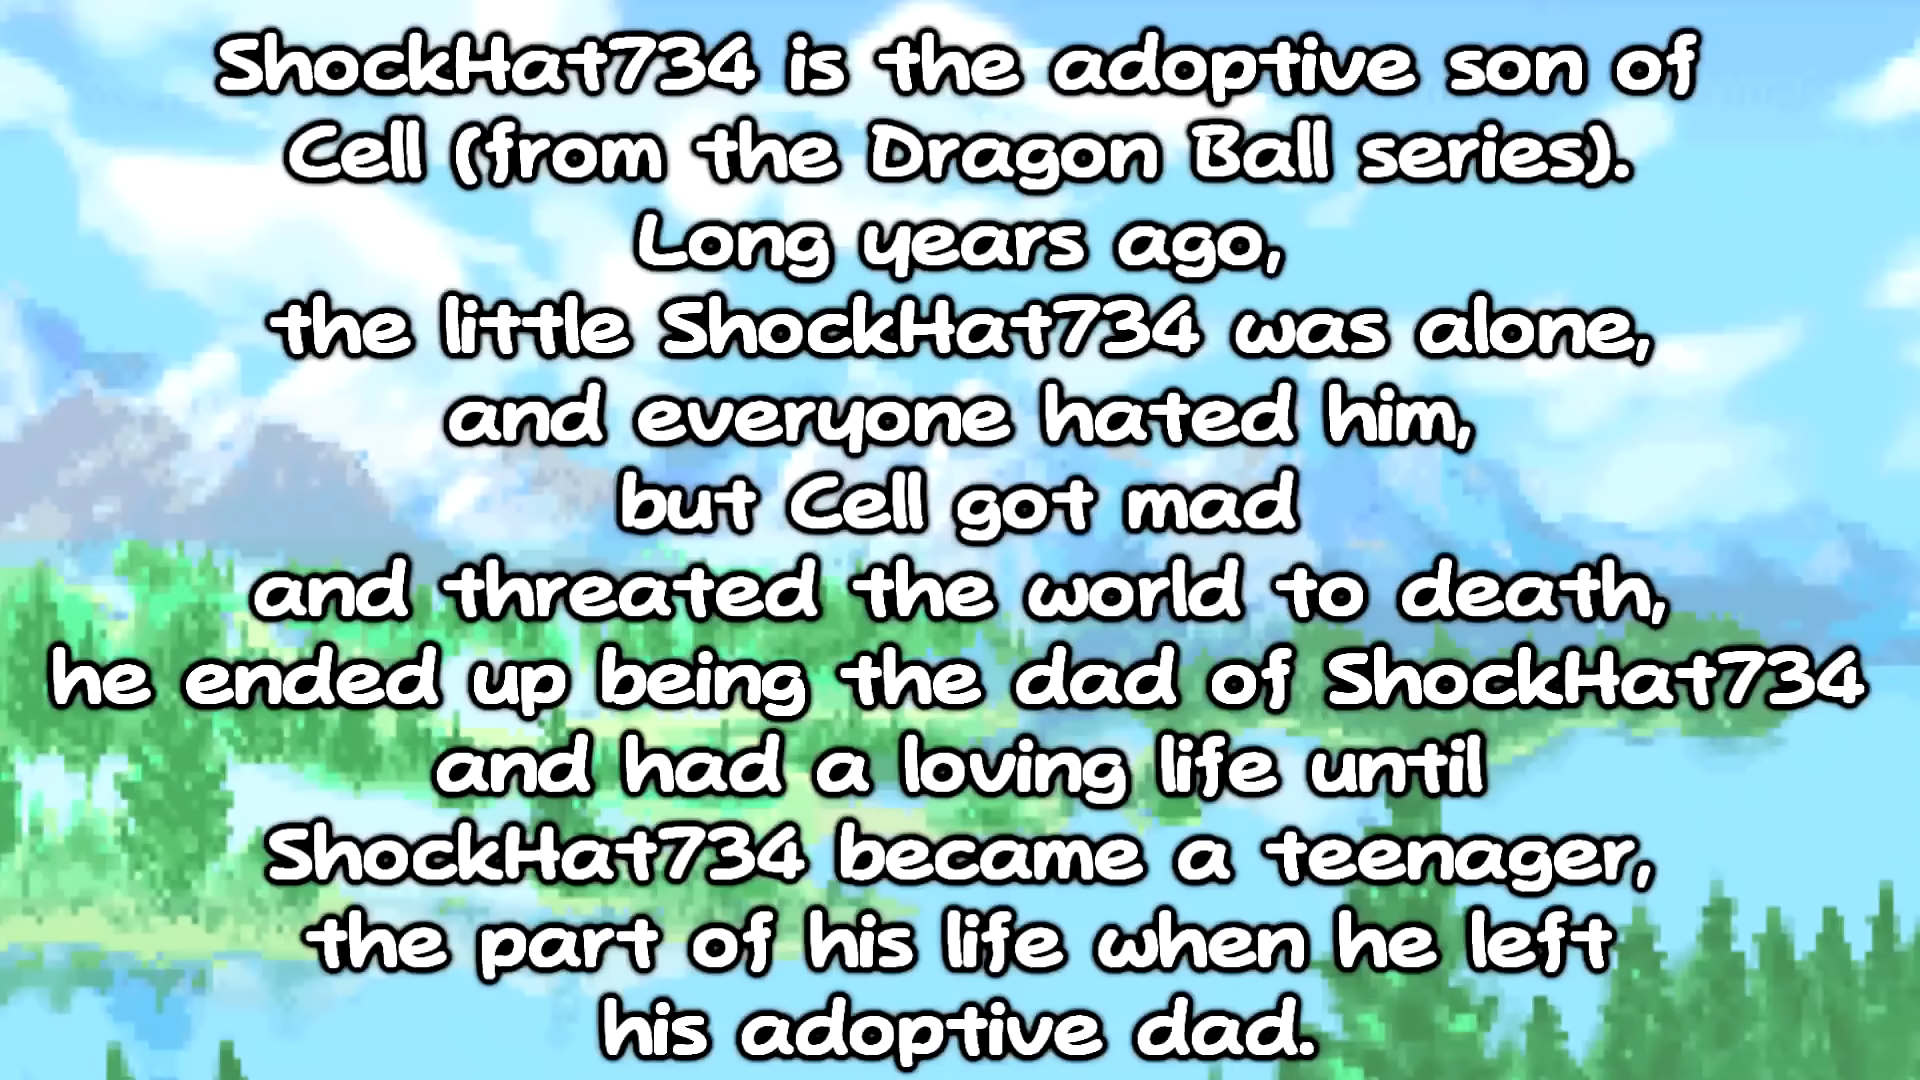 ShockHat734 is the adoptive son of
Cell (from the Dragon Ball series).
Long years ago,
the little ShockHat734 was alone,
and everyone hated him,
but Cell got mad
and threated the world to death,
he ended up being the dad of ShockHat734
and had a loving life until
ShockHat734 became a teenager,
the part of his life when he left
his adoptive dad.